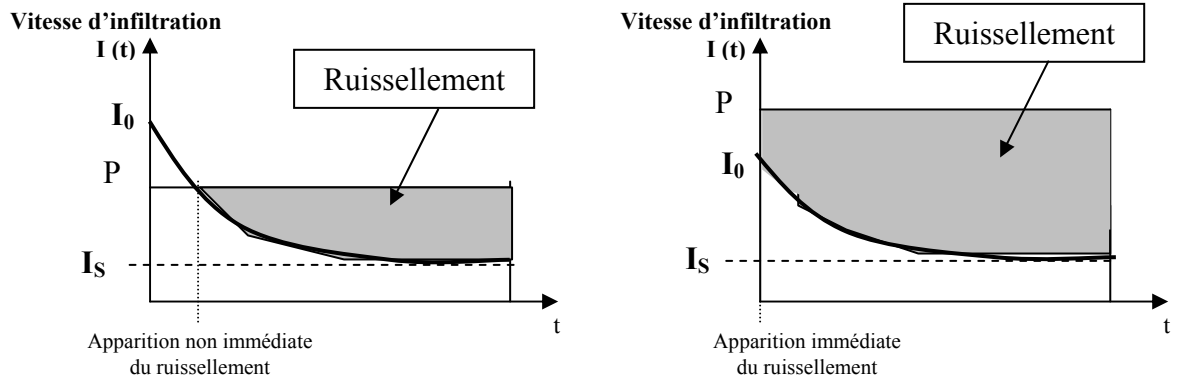 Vitesse d’infiltration
I (t)
Ruissellement
I₀
P
Iₛ
t
Apparition non immédiate
du ruissellement
Vitesse d’infiltration
I (t)
Ruissellement
P
I₀
Iₛ
t
Apparition immédiate
du ruissellement